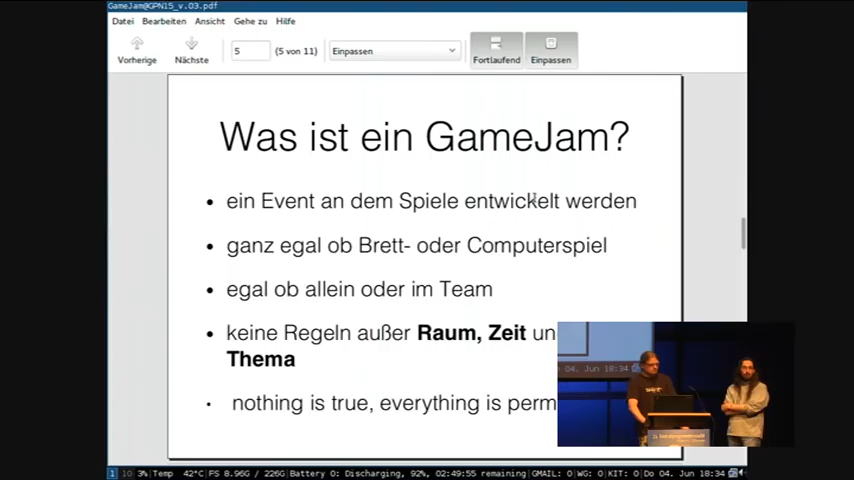 GameJam@GPN15_v.03.pdf
Datei Bearbeiten Ansicht Gehe zu Hilfe
Vorherige Nächste 5 (5 von 11) Einpassen Fortlaufend Einpassen
Was ist ein GameJam?
• ein Event an dem Spiele entwickelt werden
• ganz egal ob Brett- oder Computerspiel
• egal ob allein oder im Team
• keine Regeln außer Raum, Zeit un
Thema
• nothing is true, everything is perm
o 04. Jun 18:34
1 10 3%|Temp 42°C|FS 8.96G / 226G|Battery 0: Discharging, 92%, 02:49:55 remaining|GMAIL: 0|WG: 0|KIT: 0|Do 04. Jun 18:34